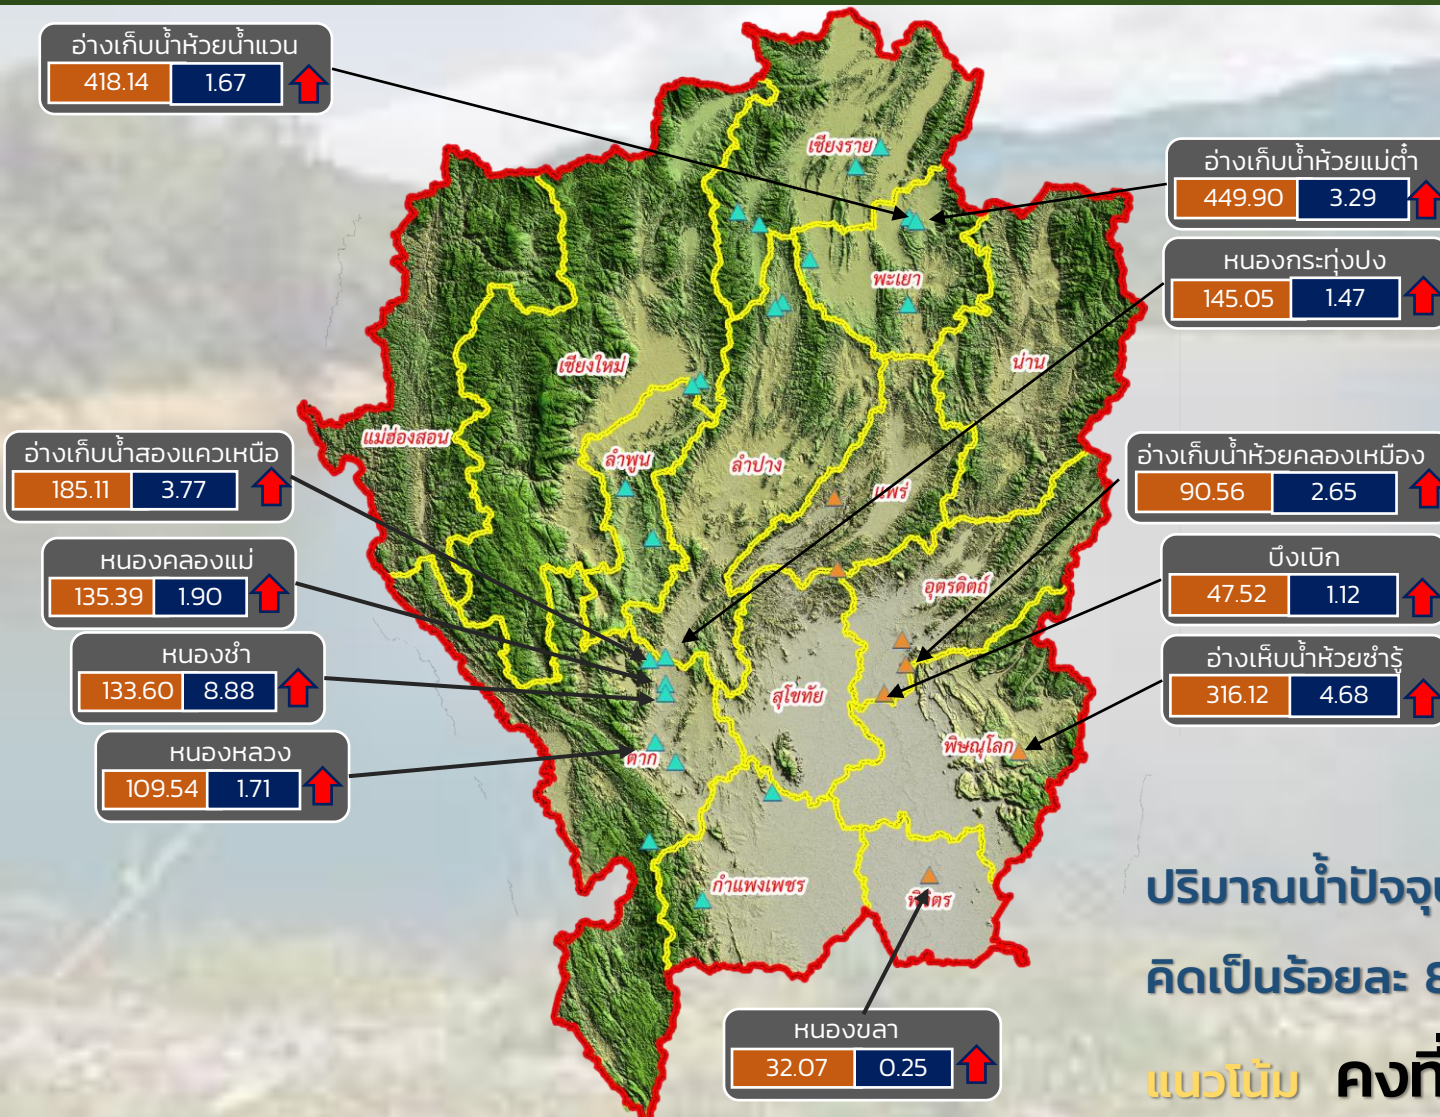 อ่างเก็บน้ำห้วยน้ำแวน
418.14 1.67
อ่างเก็บน้ำห้วยแม่ต๋ำ
449.90 3.29
หนองกระทุ่งปง
145.05 1.47
เชียงราย
พะเยา
น่าน
เชียงใหม่
แม่ฮ่องสอน
ลำพูน
ลำปาง
แพร่
อ่างเก็บน้ำสองแควเหนือ
185.11 3.77
อ่างเก็บน้ำห้วยคลองเหมือง
90.56 2.65
หนองคลองแม่
135.39 1.90
บึงเบิก
47.52 1.12
อุตรดิตถ์
หนองชำ
133.60 8.88
อ่างเห็บน้ำห้วยซำรู้
316.12 4.68
สุโขทัย
พิษณุโลก
หนองหลวง
109.54 1.71
ตาก
กำแพงเพชร
พิจิตร
ปริมาณน้ำปัจจุบ
คิดเป็นร้อยละ 8
แนวโน้ม คงที่
หนองขลา
32.07 0.25